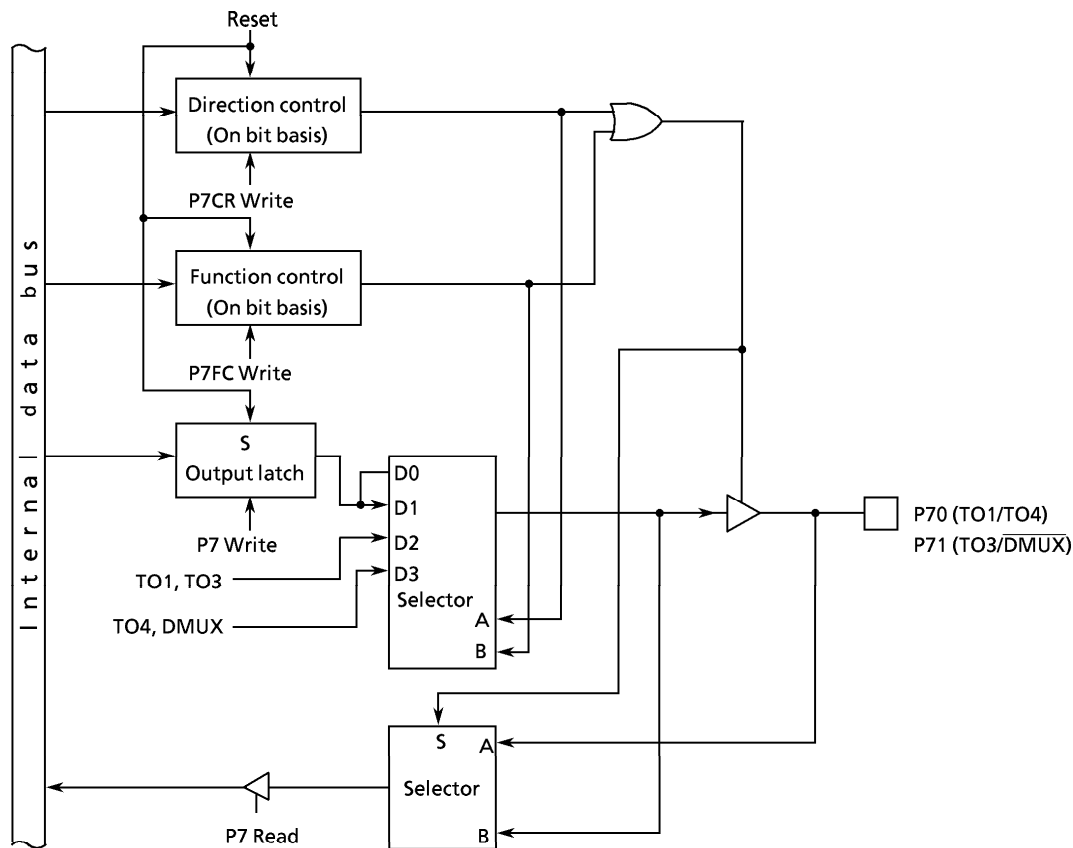 Reset
Direction control
(On bit basis)
P7CR Write
Internal data bus
Function control
(On bit basis)
P7FC Write
S
Output latch
P7 Write
D0
D1
D2
D3
Selector
A
B
TO1, TO3
TO4, DMUX
P70 (TO1/TO4)
P71 (TO3/D̅M̅U̅X̅)
S
A
Selector
B
P7 Read